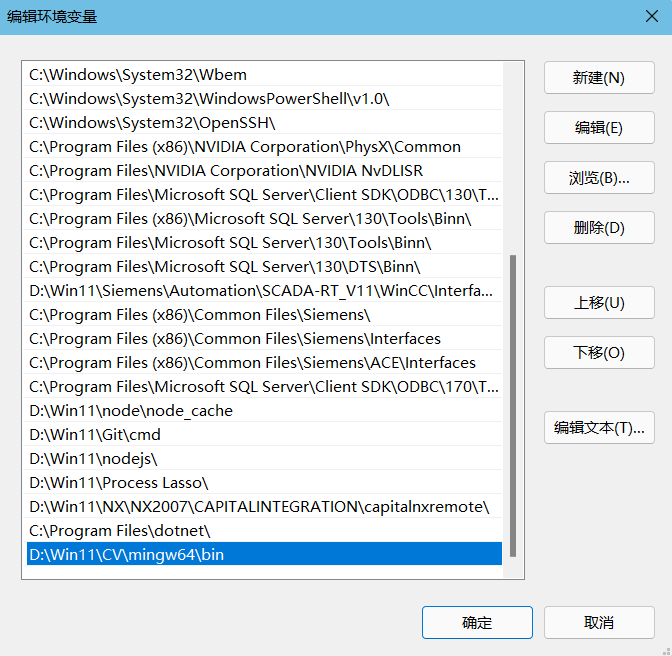 编辑环境变量
C:\Windows\System32\Wbem
C:\Windows\System32\WindowsPowerShell\v1.0\
C:\Windows\System32\OpenSSH\
C:\Program Files (x86)\NVIDIA Corporation\PhysX\Common
C:\Program Files\NVIDIA Corporation\NVIDIA NvDLISR
C:\Program Files\Microsoft SQL Server\Client SDK\ODBC\130\T...
C:\Program Files (x86)\Microsoft SQL Server\130\Tools\Binn\
C:\Program Files\Microsoft SQL Server\130\Tools\Binn\
C:\Program Files\Microsoft SQL Server\130\DTS\Binn\
D:\Win11\Siemens\Automation\SCADA-RT_V11\WinCC\Interfa...
C:\Program Files (x86)\Common Files\Siemens\
C:\Program Files (x86)\Common Files\Siemens\Interfaces
C:\Program Files (x86)\Common Files\Siemens\ACE\Interfaces
C:\Program Files\Microsoft SQL Server\Client SDK\ODBC\170\T...
D:\Win11\node\node_cache
D:\Win11\Git\cmd
D:\Win11\nodejs\
D:\Win11\Process Lasso\
D:\Win11\NX\NX2007\CAPITALINTEGRATION\capitalnxremote\
C:\Program Files\dotnet\
D:\Win11\CV\mingw64\bin
新建(N)
编辑(E)
浏览(B)...
删除(D)
上移(U)
下移(O)
编辑文本(T)...
确定
取消